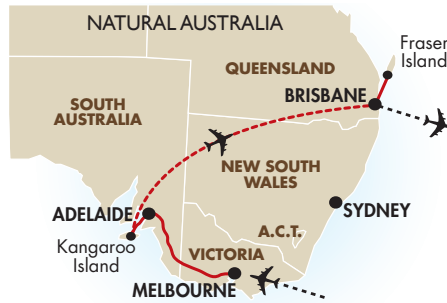 NATURAL AUSTRALIA
Fraser
Island
QUEENSLAND
BRISBANE
SOUTH
AUSTRALIA
NEW SOUTH
WALES
ADELAIDE
SYDNEY
A.C.T.
Kangaroo
Island
VICTORIA
MELBOURNE